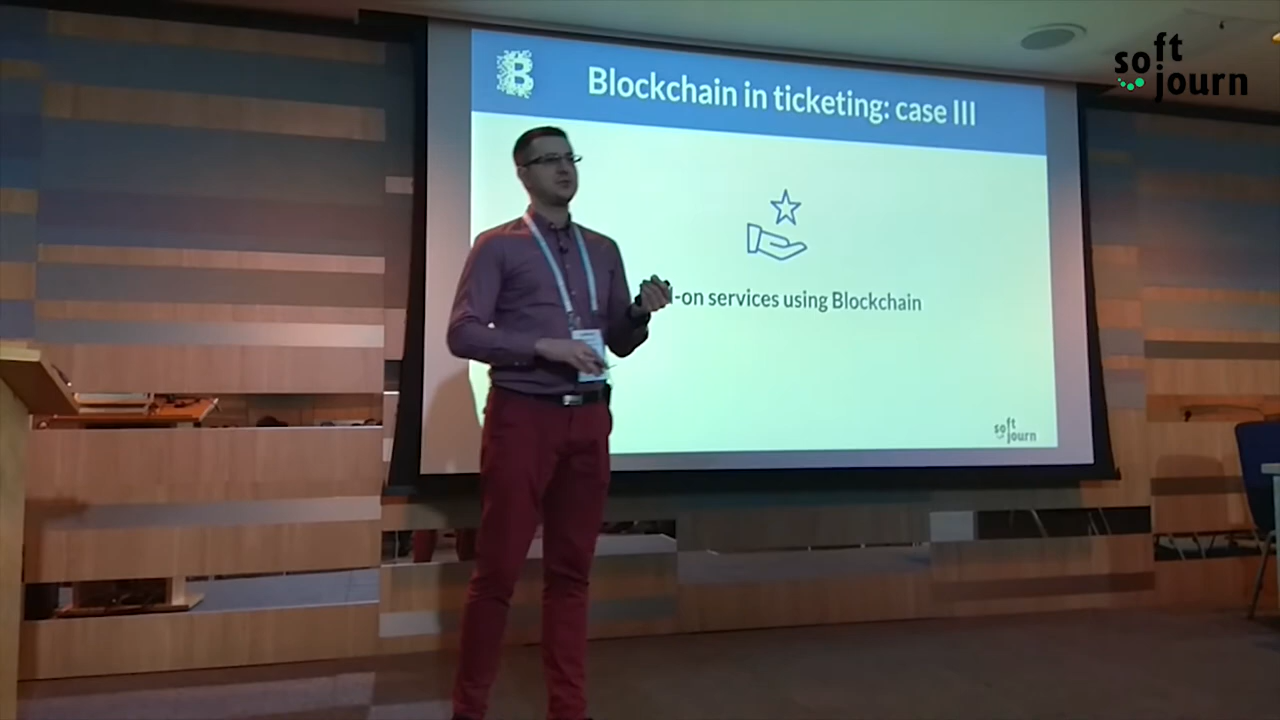 soft
journ
Blockchain in ticketing: case III
-on services using Blockchain
soft
journ